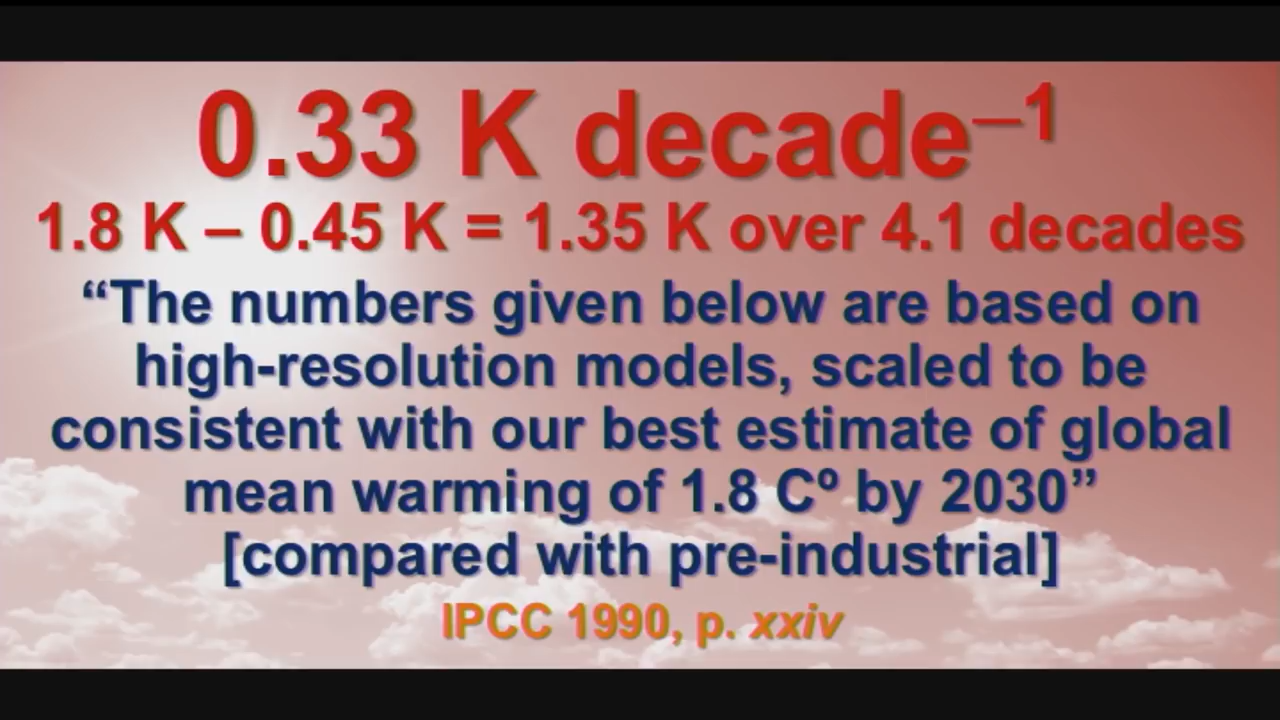 0.33 K decade⁻¹
1.8 K – 0.45 K = 1.35 K over 4.1 decades
“The numbers given below are based on
high-resolution models, scaled to be
consistent with our best estimate of global
mean warming of 1.8 Cº by 2030”
[compared with pre-industrial]
IPCC 1990, p. xxiv